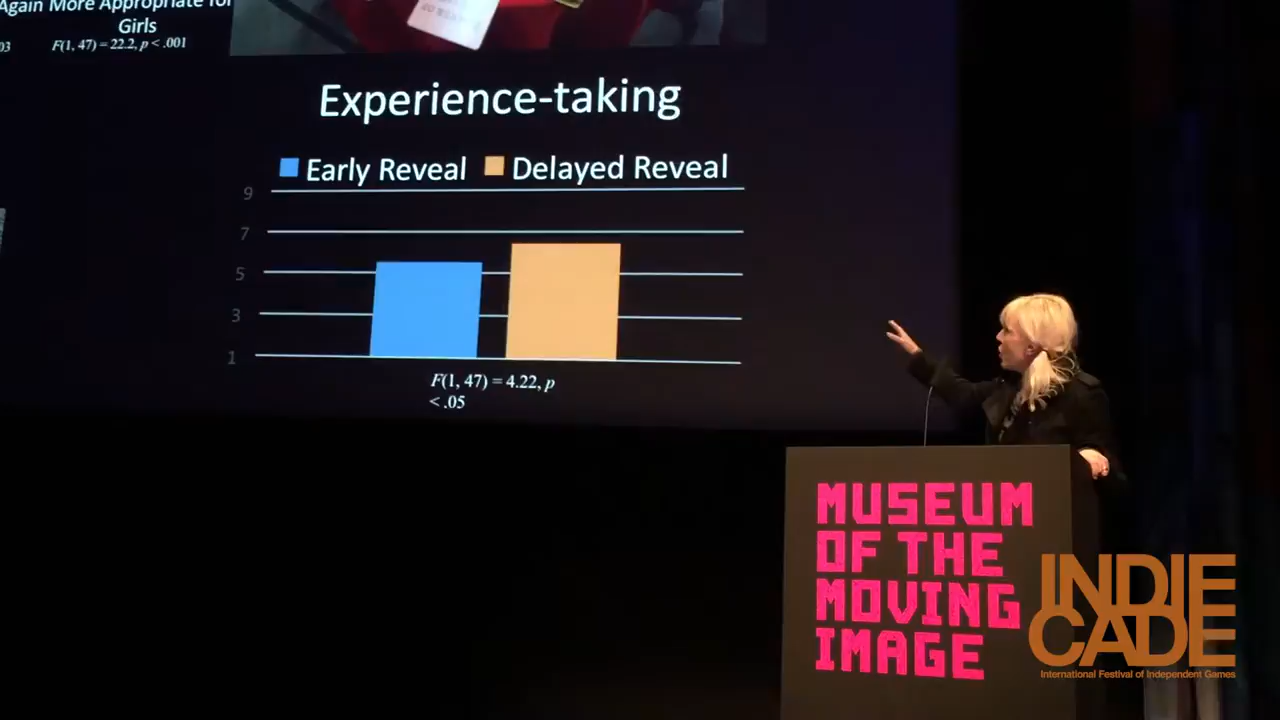 Again More Appropriate for
Girls
03
F(1, 47) = 22.2, p < .001
Experience-taking
Early Reveal
Delayed Reveal
9
7
5
3
1
F(1, 47) = 4.22, p
< .05
MUSEUM
OF THE
MOVING
IMAGE
INDIE
CADE
International Festival of Independent Games